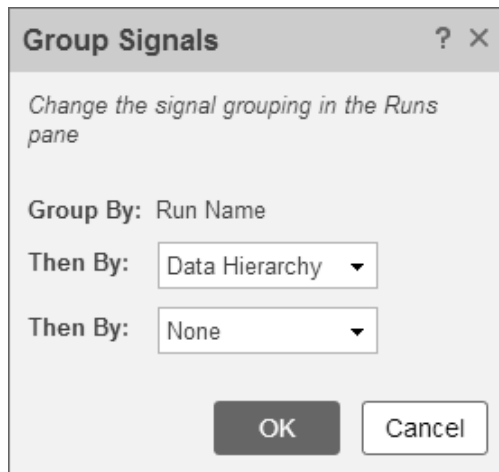 Group Signals ? ×
Change the signal grouping in the Runs
pane
Group By: Run Name
Then By: Data Hierarchy
Then By: None
OK Cancel